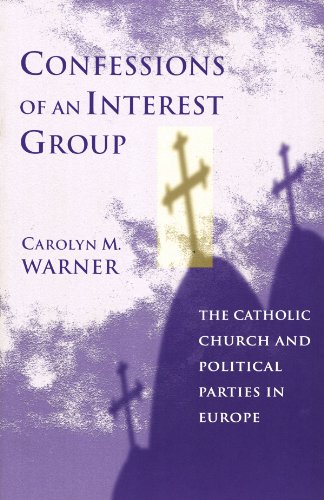 CONFESSIONS
OF AN INTEREST
GROUP
CAROLYN M.
WARNER
THE CATHOLIC
CHURCH AND
POLITICAL
PARTIES IN
EUROPE